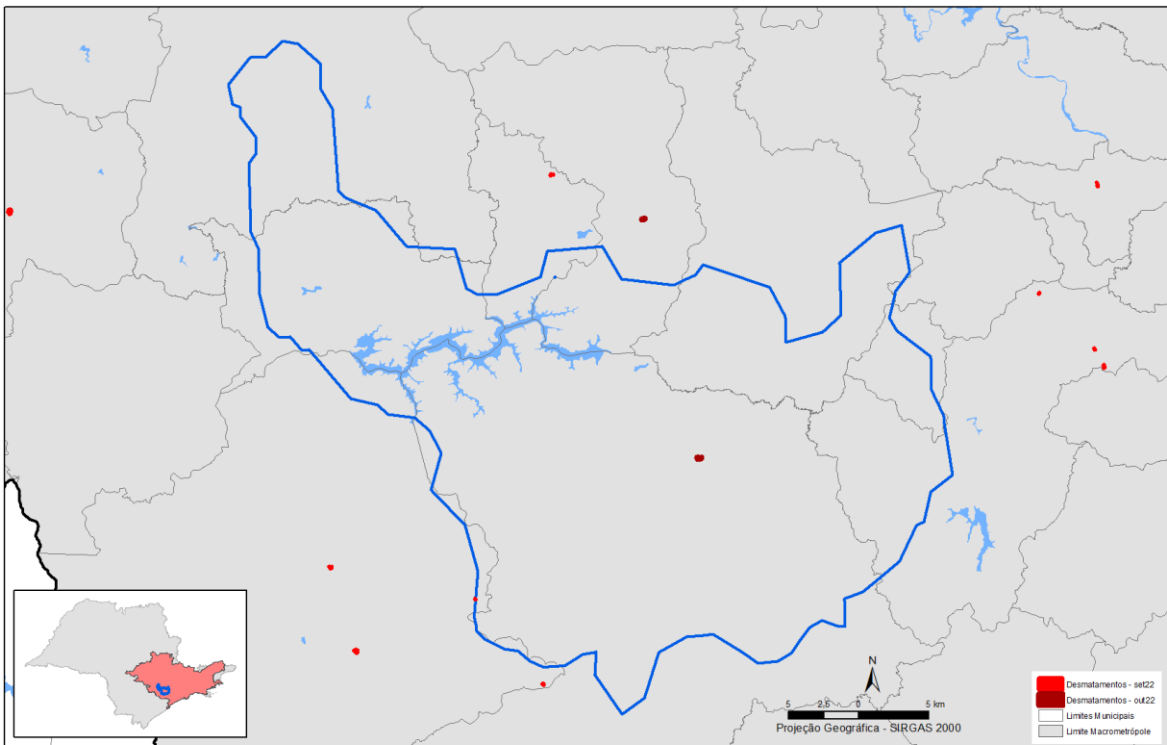 N
5 2,5 0 5 km
Projeção Geográfica - SIRGAS 2000
Desmatamentos - set22
Desmatamentos - out22
Limites Municipais
Limite Macrometrópole